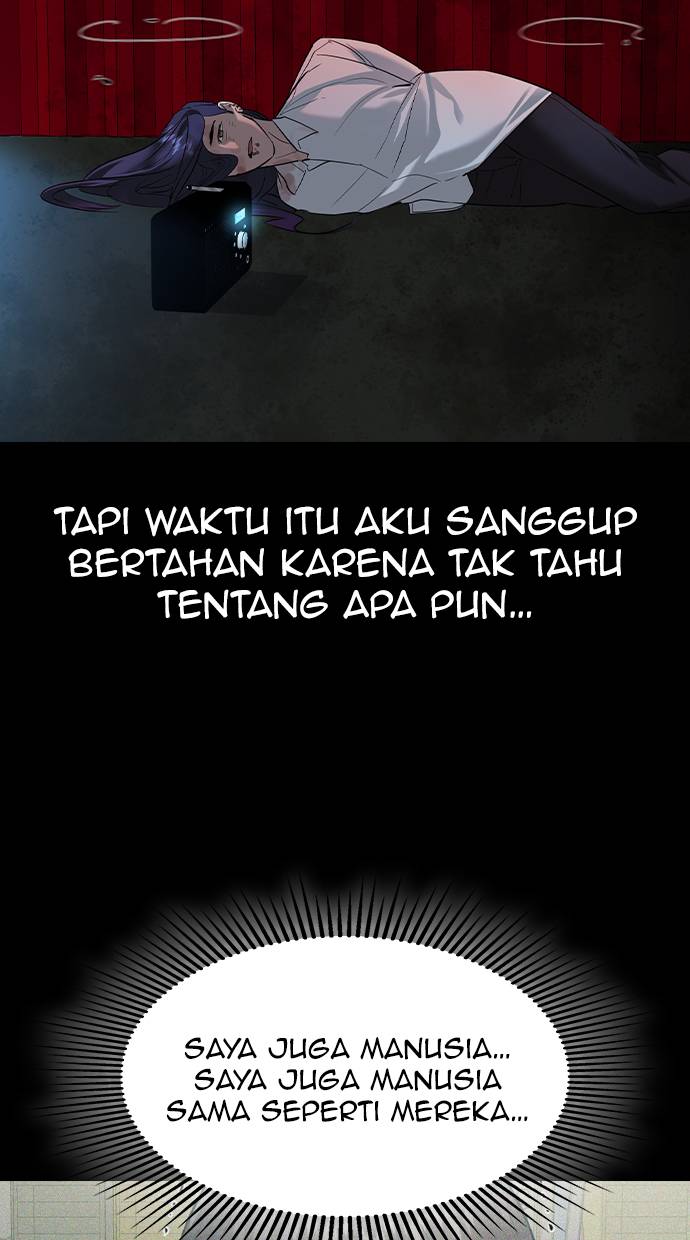 TAPI WAKTU ITU AKU SANGGUP
BERTAHAN KARENA TAK TAHU
TENTANG APA PUN...
SAYA JUGA MANUSIA...
SAYA JUGA MANUSIA
SAMA SEPERTI MEREKA...